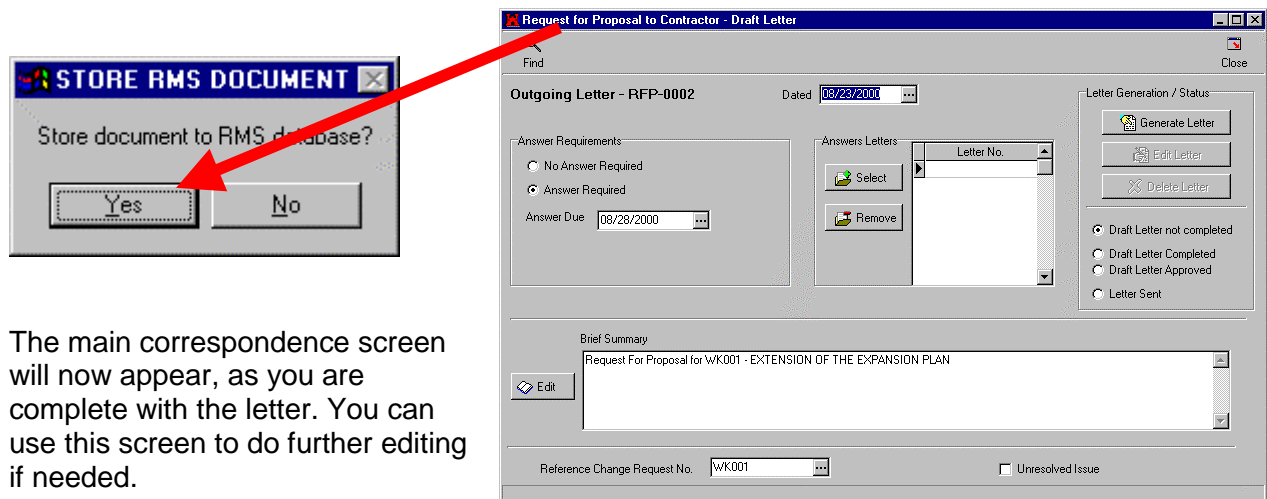 STORE RMS DOCUMENT
Store document to RMS database?
Yes No
The main correspondence screen
will now appear, as you are
complete with the letter. You can
use this screen to do further editing
if needed.
Request for Proposal to Contractor - Draft Letter
Find
Close
Outgoing Letter - RFP-0002
Dated 08/23/2000 ...
Answer Requirements
No Answer Required
Answer Required
Answer Due 08/28/2000 ...
Answers Letters
Letter No.
Select
Remove
Letter Generation / Status
Generate Letter
Edit Letter
Delete Letter
Draft Letter not completed
Draft Letter Completed
Draft Letter Approved
Letter Sent
Brief Summary
Edit
Request For Proposal for WK001 - EXTENSION OF THE EXPANSION PLAN
Reference Change Request No. WK001 ...
Unresolved Issue